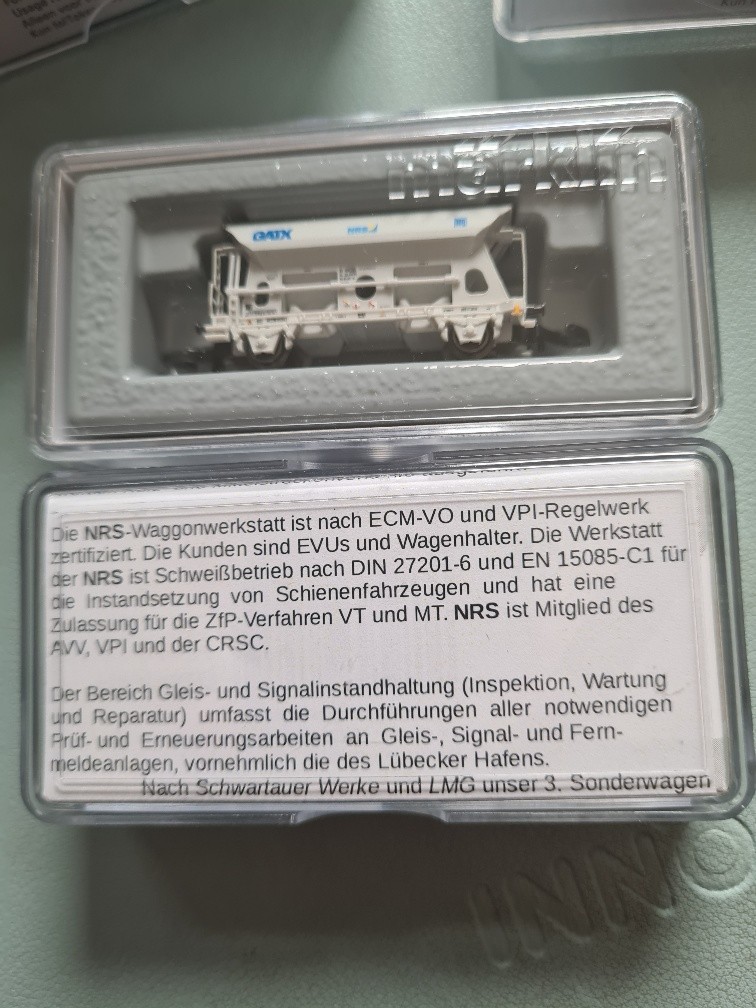 märklin
GATX
NRS
Die NRS-Waggonwerkstatt ist nach ECM-VO und VPI-Regelwerk
zertifiziert. Die Kunden sind EVUs und Wagenhalter. Die Werkstatt
der NRS ist Schweißbetrieb nach DIN 27201-6 und EN 15085-C1 für
die Instandsetzung von Schienenfahrzeugen und hat eine
Zulassung für die ZfP-Verfahren VT und MT. NRS ist Mitglied des
AVV, VPI und der CRSC.
Der Bereich Gleis- und Signalinstandhaltung (Inspektion, Wartung
und Reparatur) umfasst die Durchführungen aller notwendigen
Prüf- und Erneuerungsarbeiten an Gleis-, Signal- und Fern-
meldeanlagen, vornehmlich die des Lübecker Hafens.
Nach Schwartauer Werke und LMG unser 3. Sonderwagen
INNO